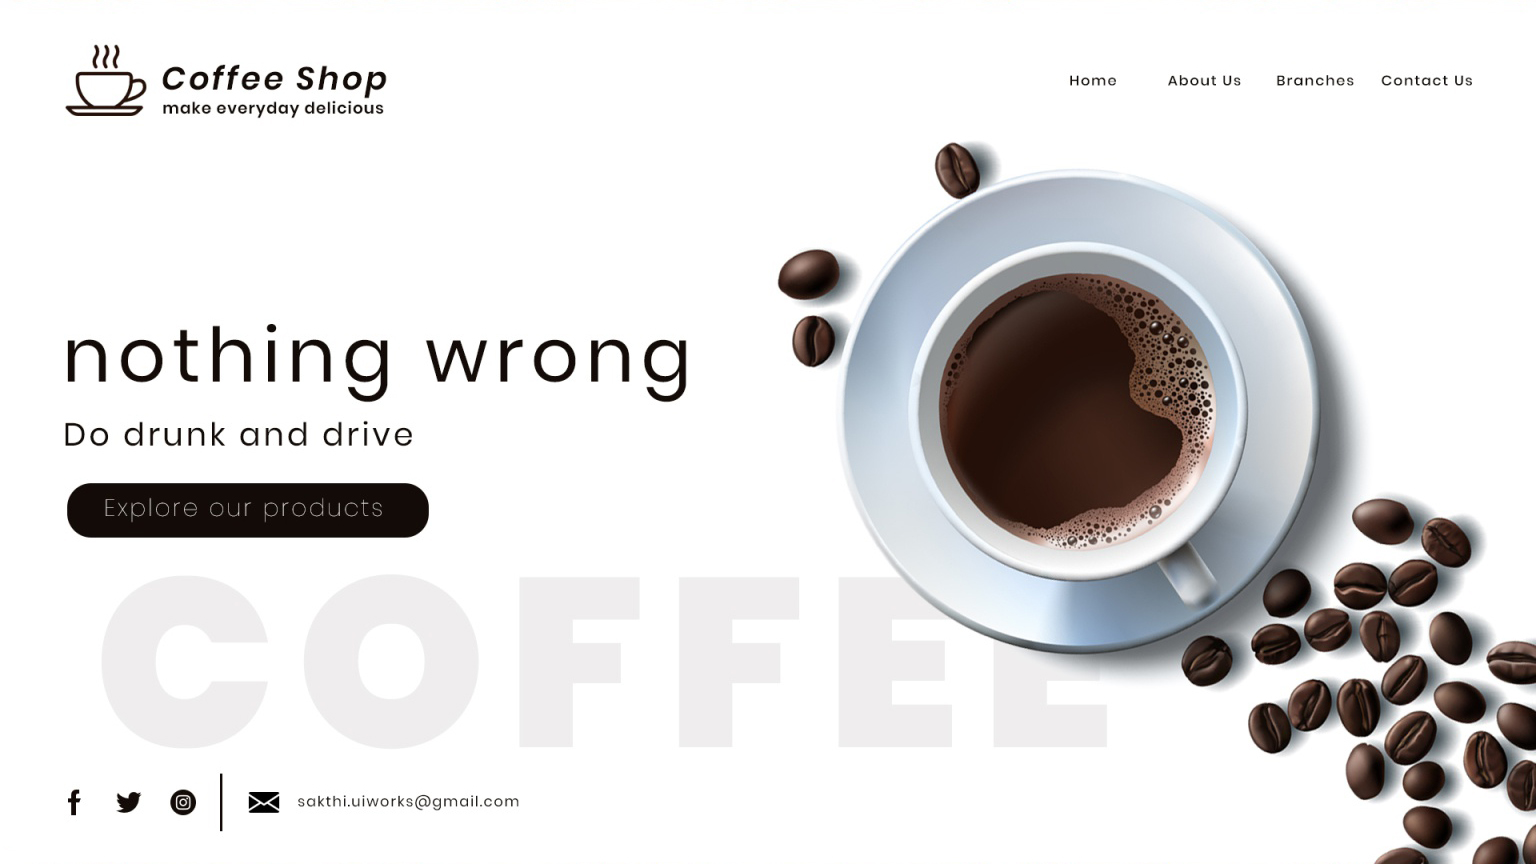 Coffee Shop
make everyday delicious
Home About Us Branches Contact Us
nothing wrong
Do drunk and drive
Explore our products
COFFEE
sakthi.uiworks@gmail.com